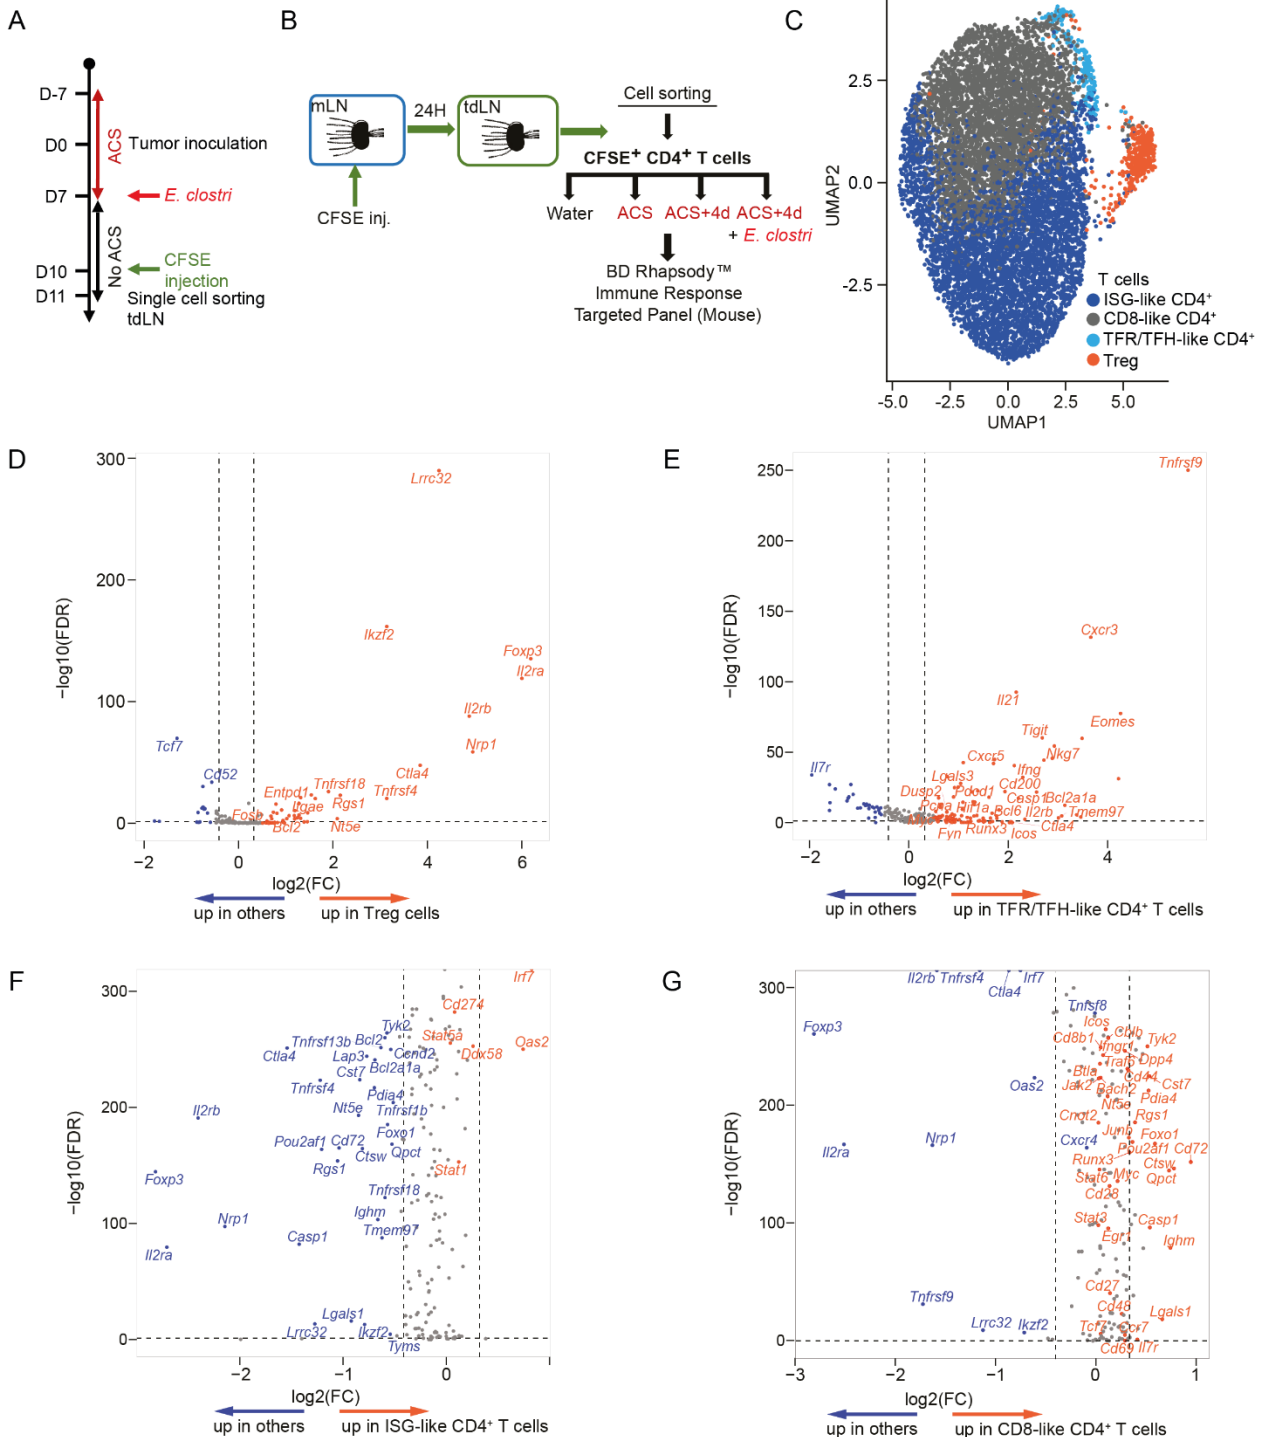 A
D-7
D0
D7
D10
D11
ACS
No ACS
Tumor inoculation
E. clostri
CFSE
injection
Single cell sorting
tdLN
B
mLN
24H
tdLN
CFSE inj.
Cell sorting
CFSE+ CD4+ T cells
Water ACS ACS+4d ACS+4d
+ E. clostri
BD Rhapsody™
Immune Response
Targeted Panel (Mouse)
C
UMAP2
2.5
0.0
-2.5
-5.0 -2.5 0.0 2.5 5.0
UMAP1
T cells
ISG-like CD4+
CD8-like CD4+
TFR/TFH-like CD4+
Treg
D
−log10(FDR)
300
200
100
0
Lrrc32
Ikzf2
Foxp3
Il2ra
Il2rb
Nrp1
Tcf7
Cd52
Ctla4
Tnfrsf18
Tnfrsf4
Entpd1
Itgae
Rgs1
Fosb
Bcl2
Nt5e
−2 0 2 4 6
log2(FC)
up in others up in Treg cells
E
−log10(FDR)
250
200
150
100
50
0
Tnfrsf9
Cxcr3
Il21
Eomes
Tigit
Nkg7
Cxcr5
Il7r
Ifng
Lgals3
Cd200
Dusp2
Pdcd1
Casp1
Bcl2a1a
Pcna
Hif1a
Bcl6
Il2rb
Tmem97
Fyn
Runx3
Icos
Ctla4
−2 0 2 4
log2(FC)
up in others up in TFR/TFH-like CD4+ T cells
F
−log10(FDR)
300
200
100
0
Irf7
Cd274
Tyk2
Stat5a
Oas2
Tnfrsf13b
Bcl2
Ctla4
Lap3
Ccnd2
Ddx58
Cst7
Bcl2a1a
Tnfrsf4
Pdia4
Il2rb
Nt5e
Tnfrsf1b
Foxo1
Pou2af1
Cd72
Ctsw
Qpct
Rgs1
Stat1
Foxp3
Tnfrsf18
Nrp1
Ighm
Casp1
Tmem97
Il2ra
Lgals1
Lrrc32
Ikzf2
Tyms
−2 −1 0
log2(FC)
up in others up in ISG-like CD4+ T cells
G
−log10(FDR)
300
200
100
0
Il2rb
Tnfrsf4
Irf7
Ctla4
Tnfsf8
Foxp3
Icos
Cblb
Cd8b1
Ifngr1
Tyk2
Traf6
Dpp4
Oas2
Btla
Cd44
Jak2
Bach2
Cst7
Nt5e
Pdia4
Cnot2
Rgs1
Junb
Nrp1
Cxcr4
Foxo1
Il2ra
Pou2af1
Cd72
Runx3
Ctsw
Stat6
Myc
Qpct
Cd28
Stat3
Casp1
Egr1
Ighm
Tnfrsf9
Cd27
Cd48
Lgals1
Lrrc32
Ikzf2
Tcf7
Ccr7
Cd69
Il7r
−3 −2 −1 0 1
log2(FC)
up in others up in CD8-like CD4+ T cells